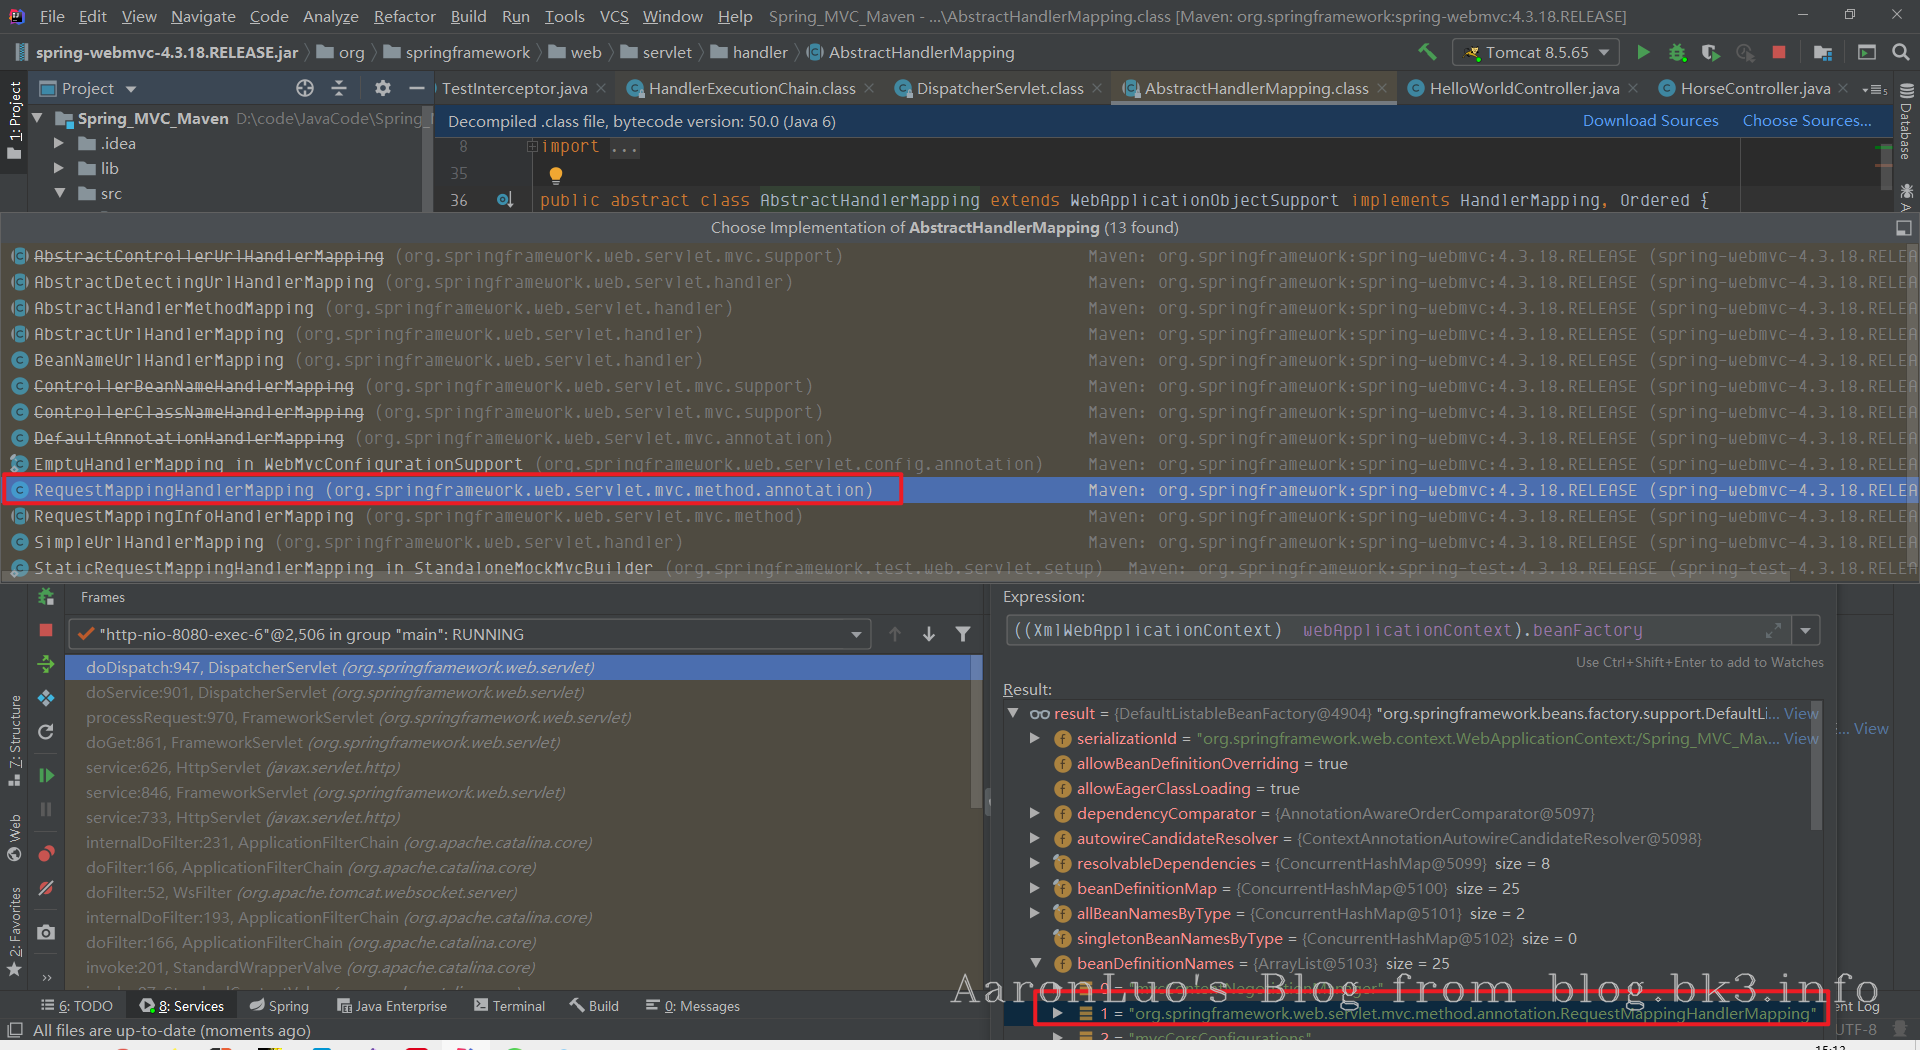 File Edit View Navigate Code Analyze Refactor Build Run Tools VCS Window Help Spring_MVC_Maven - ...\AbstractHandlerMapping.class [Maven: org.springframework:spring-webmvc:4.3.18.RELEASE]
spring-webmvc-4.3.18.RELEASE.jar org springframework web servlet handler AbstractHandlerMapping Tomcat 8.5.65
Project TestInterceptor.java HandlerExecutionChain.class DispatcherServlet.class AbstractHandlerMapping.class HelloWorldController.java HorseController.java
1: Project
Database
Spring_MVC_Maven D:\code\JavaCode\Spring_
.idea
lib
src
Decompiled .class file, bytecode version: 50.0 (Java 6) Download Sources Choose Sources...
8 import ...
35
36 public abstract class AbstractHandlerMapping extends WebApplicationObjectSupport implements HandlerMapping, Ordered {
Choose Implementation of AbstractHandlerMapping (13 found)
AbstractControllerUrlHandlerMapping (org.springframework.web.servlet.mvc.support) Maven: org.springframework:spring-webmvc:4.3.18.RELEASE (spring-webmvc-4.3.18.RELEA
AbstractDetectingUrlHandlerMapping (org.springframework.web.servlet.handler) Maven: org.springframework:spring-webmvc:4.3.18.RELEASE (spring-webmvc-4.3.18.RELEA
AbstractHandlerMethodMapping (org.springframework.web.servlet.handler) Maven: org.springframework:spring-webmvc:4.3.18.RELEASE (spring-webmvc-4.3.18.RELEA
AbstractUrlHandlerMapping (org.springframework.web.servlet.handler) Maven: org.springframework:spring-webmvc:4.3.18.RELEASE (spring-webmvc-4.3.18.RELEA
BeanNameUrlHandlerMapping (org.springframework.web.servlet.handler) Maven: org.springframework:spring-webmvc:4.3.18.RELEASE (spring-webmvc-4.3.18.RELEA
ControllerBeanNameHandlerMapping (org.springframework.web.servlet.mvc.support) Maven: org.springframework:spring-webmvc:4.3.18.RELEASE (spring-webmvc-4.3.18.RELEA
ControllerClassNameHandlerMapping (org.springframework.web.servlet.mvc.support) Maven: org.springframework:spring-webmvc:4.3.18.RELEASE (spring-webmvc-4.3.18.RELEA
DefaultAnnotationHandlerMapping (org.springframework.web.servlet.mvc.annotation) Maven: org.springframework:spring-webmvc:4.3.18.RELEASE (spring-webmvc-4.3.18.RELEA
EmptyHandlerMapping in WebMvcConfigurationSupport (org.springframework.web.servlet.config.annotation) Maven: org.springframework:spring-webmvc:4.3.18.RELEASE (spring-webmvc-4.3.18.RELEA
RequestMappingHandlerMapping (org.springframework.web.servlet.mvc.method.annotation) Maven: org.springframework:spring-webmvc:4.3.18.RELEASE (spring-webmvc-4.3.18.RELEA
RequestMappingInfoHandlerMapping (org.springframework.web.servlet.mvc.method) Maven: org.springframework:spring-webmvc:4.3.18.RELEASE (spring-webmvc-4.3.18.RELEA
SimpleUrlHandlerMapping (org.springframework.web.servlet.handler) Maven: org.springframework:spring-webmvc:4.3.18.RELEASE (spring-webmvc-4.3.18.RELEA
StaticRequestMappingHandlerMapping in StandaloneMockMvcBuilder (org.springframework.test.web.servlet.setup) Maven: org.springframework:spring-test:4.3.18.RELEASE (spring-test-4.3.18.RELEA
Frames
"http-nio-8080-exec-6"@2,506 in group "main": RUNNING
doDispatch:947, DispatcherServlet (org.springframework.web.servlet)
doService:901, DispatcherServlet (org.springframework.web.servlet)
processRequest:970, FrameworkServlet (org.springframework.web.servlet)
doGet:861, FrameworkServlet (org.springframework.web.servlet)
service:626, HttpServlet (javax.servlet.http)
service:846, FrameworkServlet (org.springframework.web.servlet)
service:733, HttpServlet (javax.servlet.http)
internalDoFilter:231, ApplicationFilterChain (org.apache.catalina.core)
doFilter:166, ApplicationFilterChain (org.apache.catalina.core)
doFilter:52, WsFilter (org.apache.tomcat.websocket.server)
internalDoFilter:193, ApplicationFilterChain (org.apache.catalina.core)
doFilter:166, ApplicationFilterChain (org.apache.catalina.core)
invoke:201, StandardWrapperValve (org.apache.catalina.core)
7: Structure
Web
2: Favorites
Expression:
((XmlWebApplicationContext) webApplicationContext).beanFactory
Use Ctrl+Shift+Enter to add to Watches
Result:
result = {DefaultListableBeanFactory@4904} "org.springframework.beans.factory.support.DefaultLi... View
serializationId = "org.springframework.web.context.WebApplicationContext:/Spring_MVC_Mav... View
... View
allowBeanDefinitionOverriding = true
allowEagerClassLoading = true
dependencyComparator = {AnnotationAwareOrderComparator@5097}
autowireCandidateResolver = {ContextAnnotationAutowireCandidateResolver@5098}
resolvableDependencies = {ConcurrentHashMap@5099} size = 8
beanDefinitionMap = {ConcurrentHashMap@5100} size = 25
allBeanNamesByType = {ConcurrentHashMap@5101} size = 2
singletonBeanNamesByType = {ConcurrentHashMap@5102} size = 0
beanDefinitionNames = {ArrayList@5103} size = 25
AaronLuo's Blog from blog.bk3.info
1 = "org.springframework.web.servlet.mvc.method.annotation.RequestMappingHandlerMapping"
2 = "mvcCorsConfigurations"
6: TODO 8: Services Spring Java Enterprise Terminal Build 0: Messages ent Log
All files are up-to-date (moments ago) UTF-8
15:12